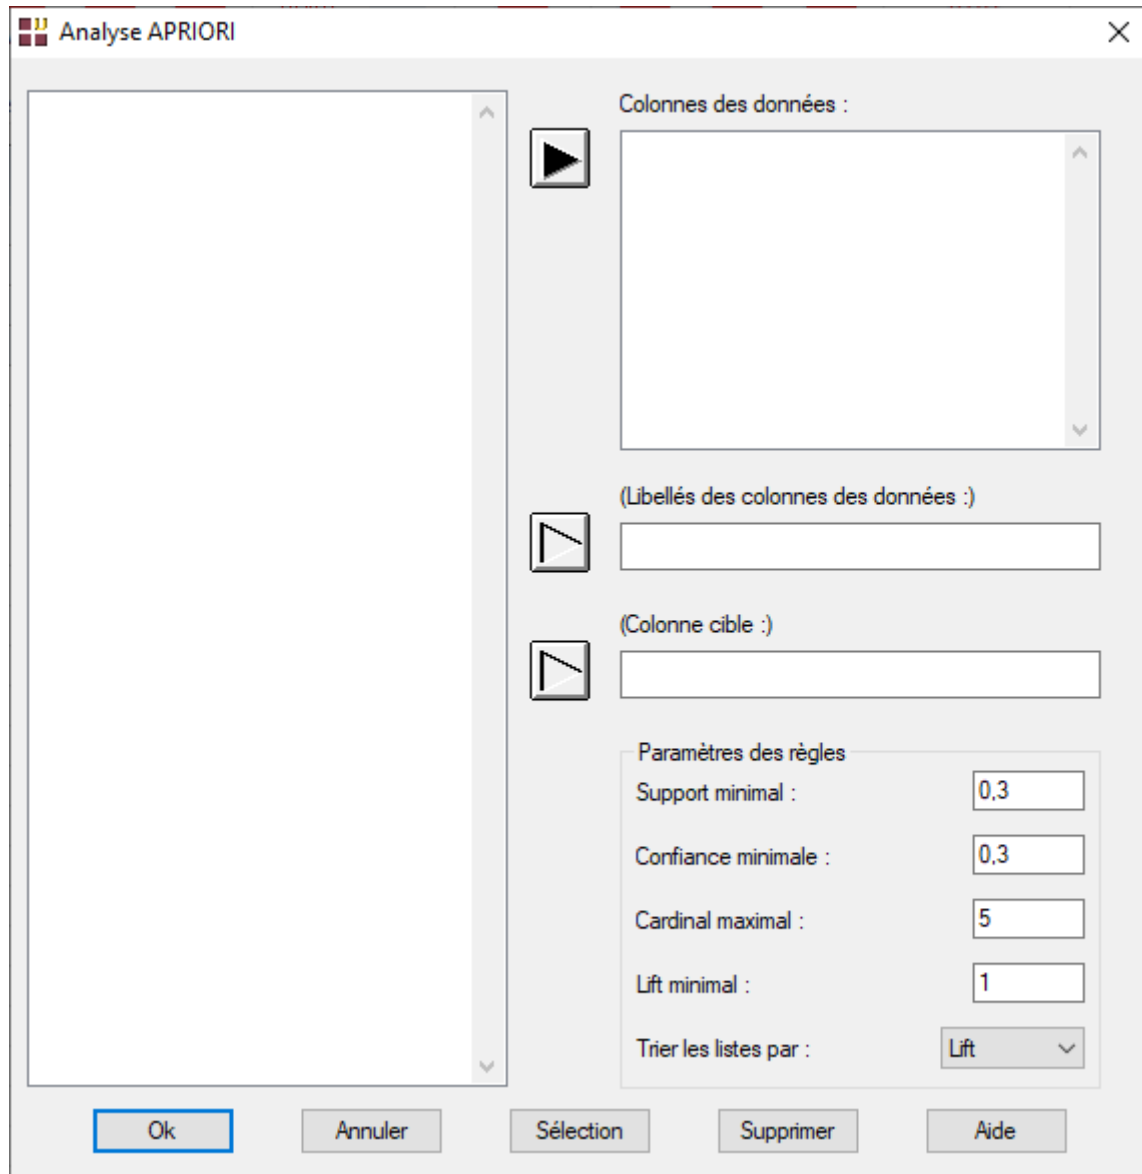 Analyse APRIORI
Colonnes des données :
(Libellés des colonnes des données :)
(Colonne cible :)
Paramètres des règles
Support minimal : 0,3
Confiance minimale : 0,3
Cardinal maximal : 5
Lift minimal : 1
Trier les listes par : Lift
Ok Annuler Sélection Supprimer Aide